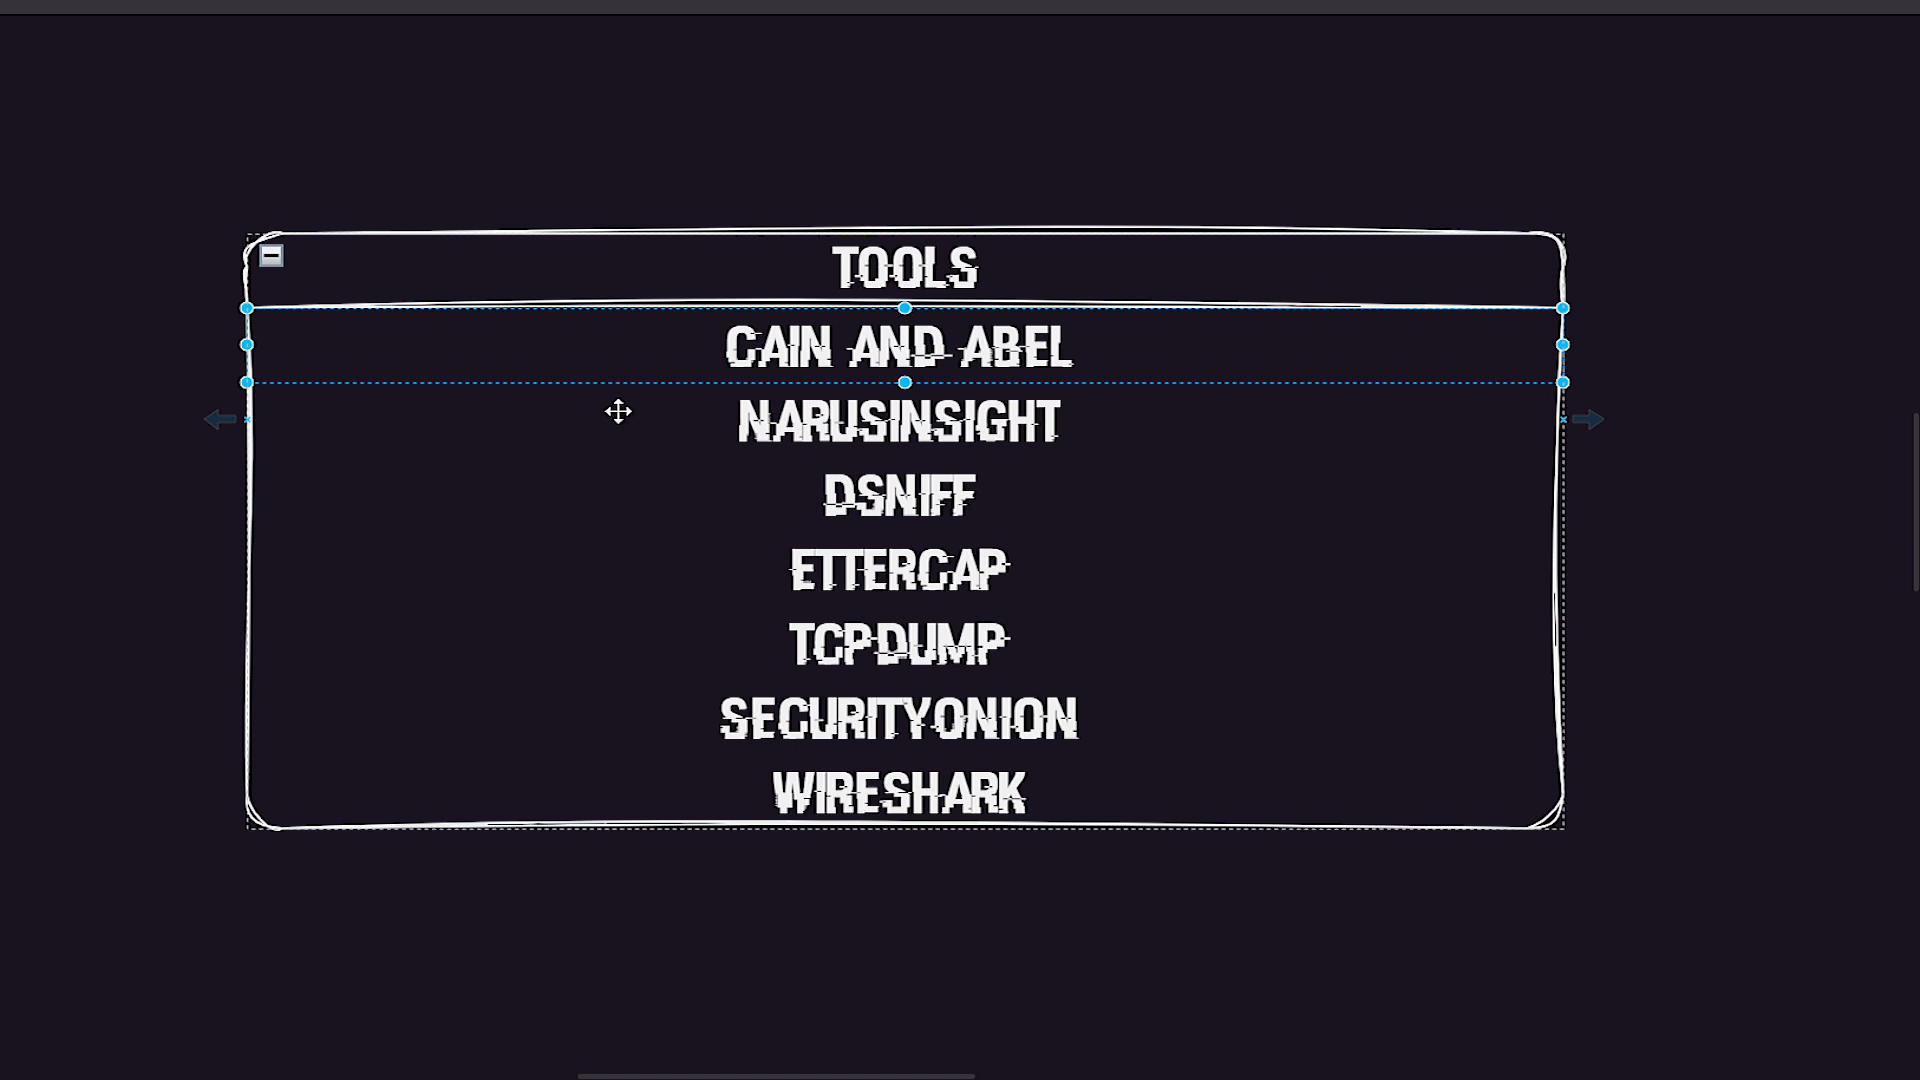 TOOLS
CAIN AND ABEL
NARUSINSIGHT
DSNIFF
ETTERCAP
TCPDUMP
SECURITYONION
WIRESHARK